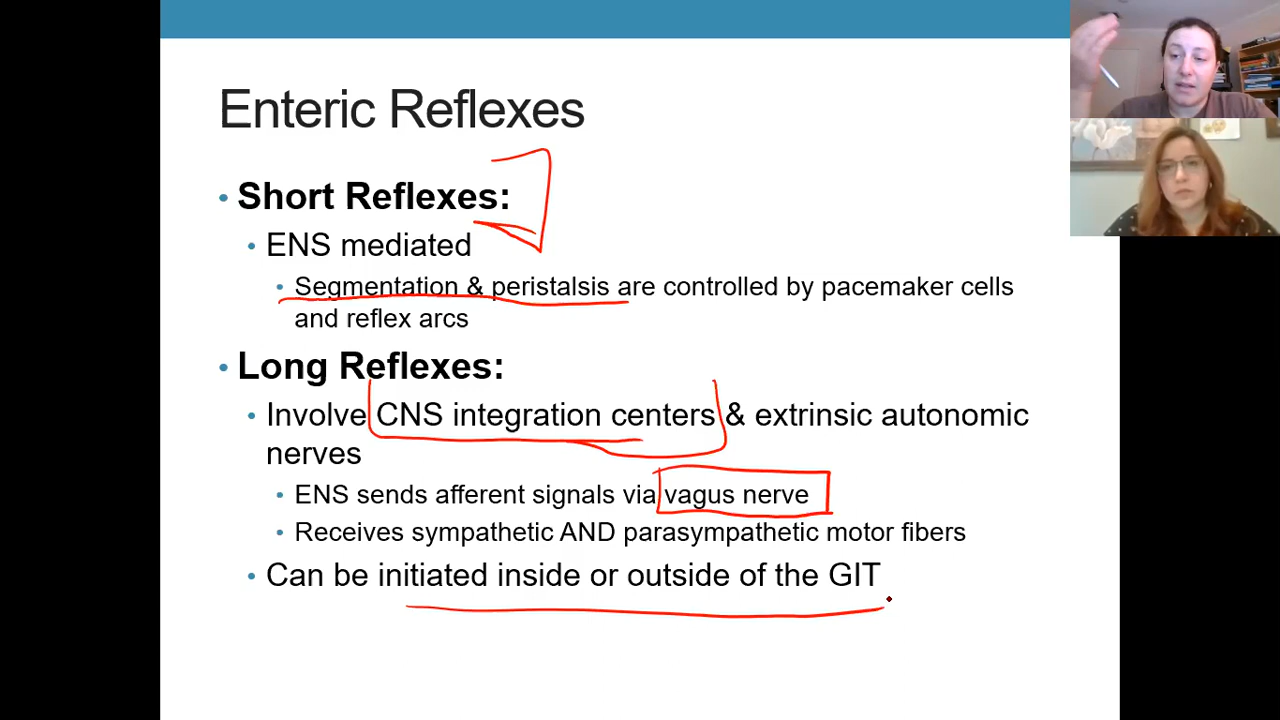 Enteric Reflexes
• Short Reflexes:
• ENS mediated
• Segmentation & peristalsis are controlled by pacemaker cells
and reflex arcs
• Long Reflexes:
• Involve CNS integration centers & extrinsic autonomic
nerves
• ENS sends afferent signals via vagus nerve
• Receives sympathetic AND parasympathetic motor fibers
• Can be initiated inside or outside of the GIT